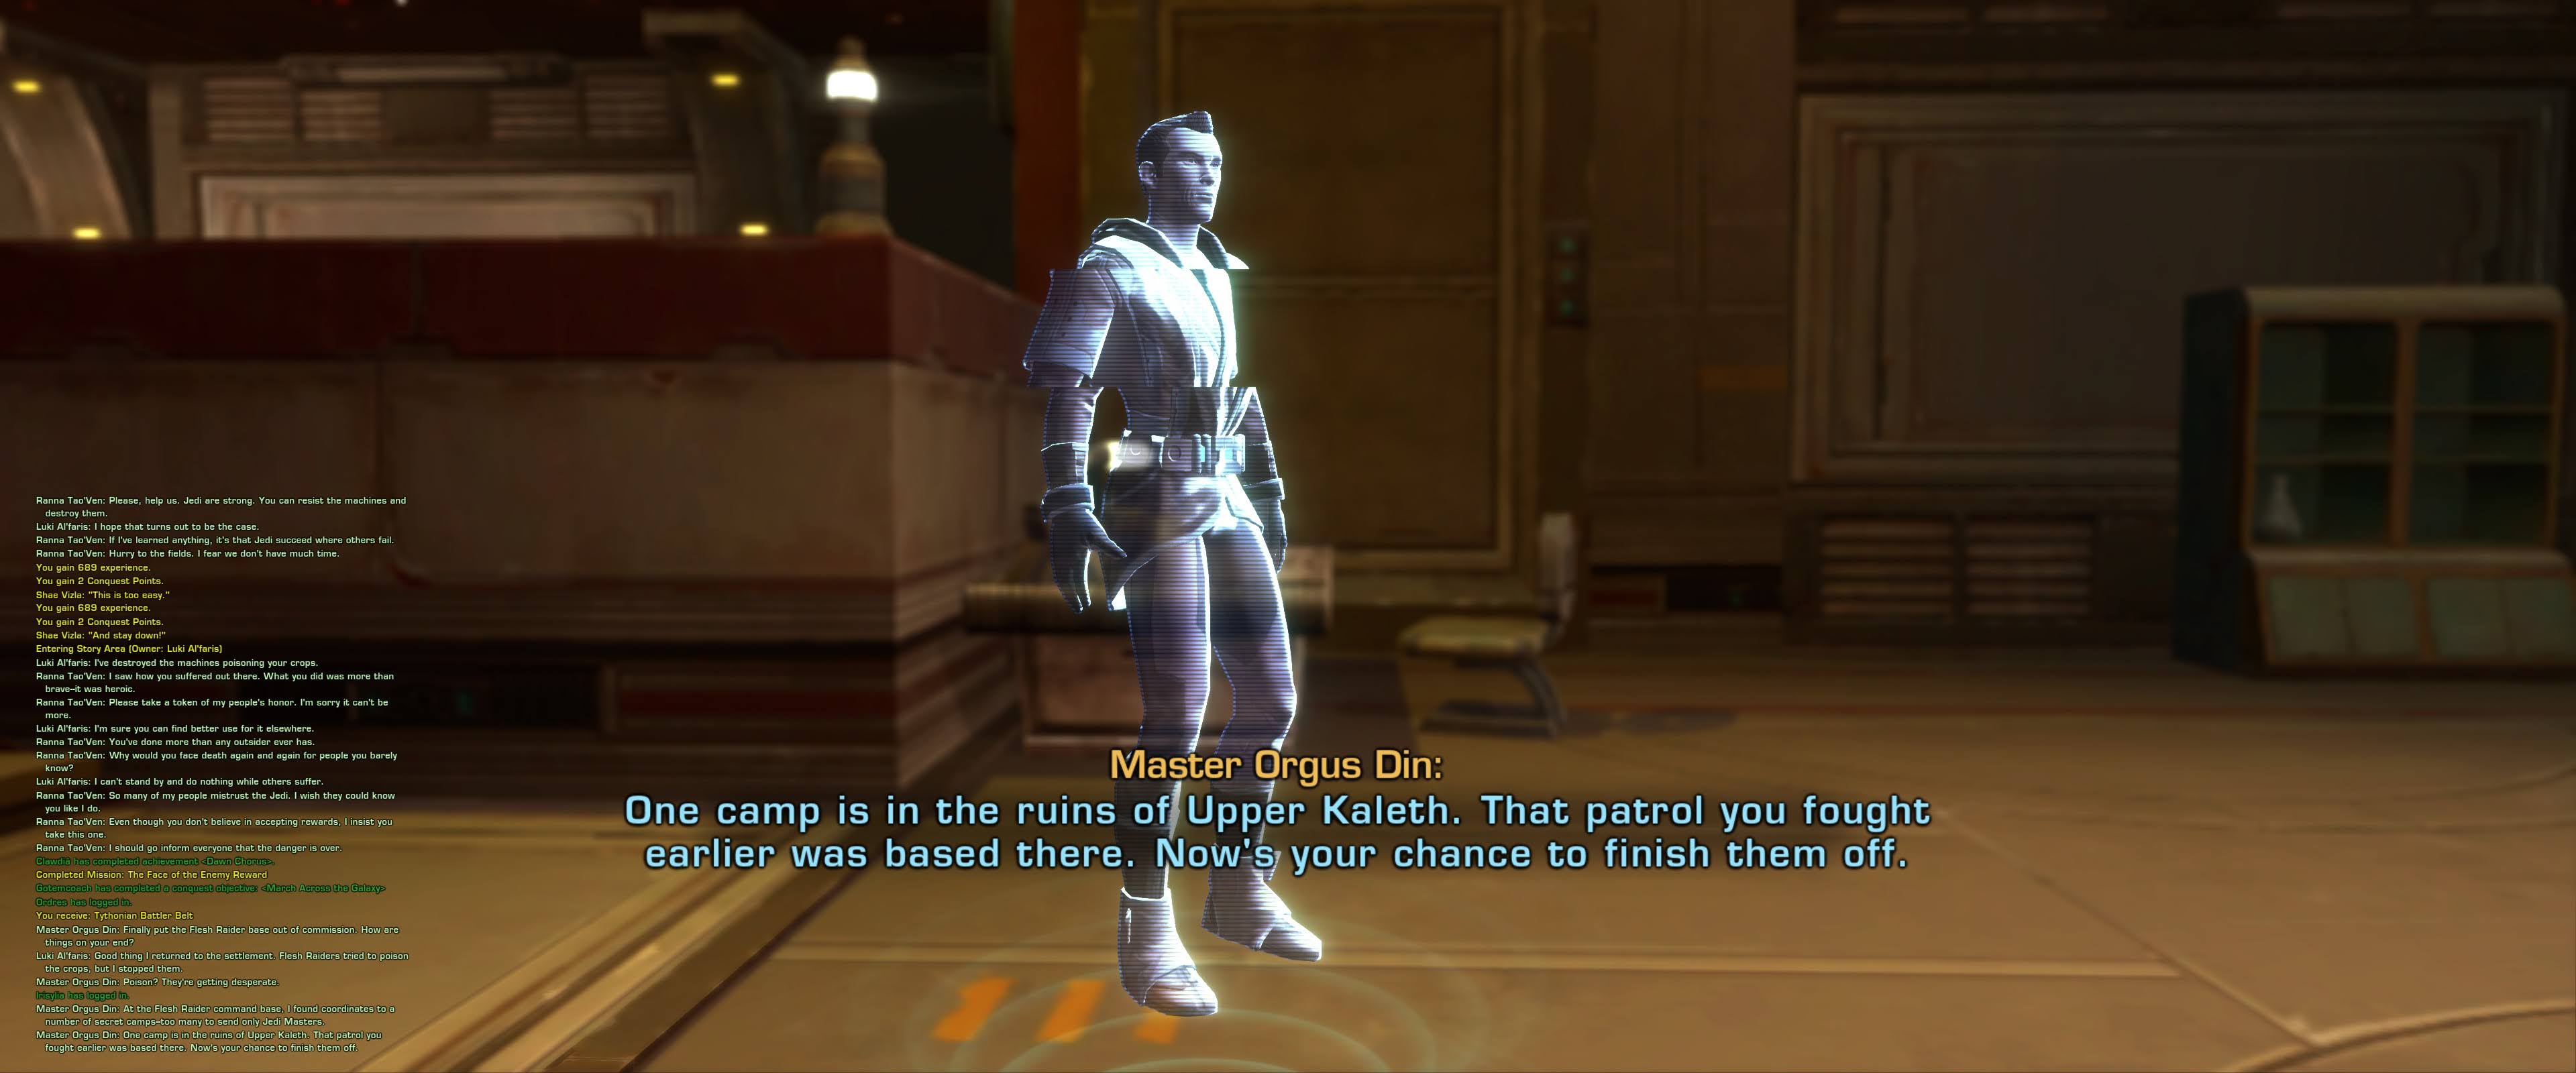 Ranna Tao'Ven: Please, help us. Jedi are strong. You can resist the machines and
destroy them.
Luki Al'faris: I hope that turns out to be the case.
Ranna Tao'Ven: If I've learned anything, it's that Jedi succeed where others fail.
Ranna Tao'Ven: Hurry to the fields. I fear we don't have much time.
You gain 689 experience.
You gain 2 Conquest Points.
Shae Vizla: "This is too easy."
You gain 689 experience.
You gain 2 Conquest Points.
Shae Vizla: "And stay down!"
Entering Story Area (Owner: Luki Al'faris)
Luki Al'faris: I've destroyed the machines poisoning your crops.
Ranna Tao'Ven: I saw how you suffered out there. What you did was more than
brave–it was heroic.
Ranna Tao'Ven: Please take a token of my people's honor. I'm sorry it can't be
more.
Luki Al'faris: I'm sure you can find better use for it elsewhere.
Ranna Tao'Ven: You've done more than any outsider ever has.
Ranna Tao'Ven: Why would you face death again and again for people you barely
know?
Luki Al'faris: I can't stand by and do nothing while others suffer.
Ranna Tao'Ven: So many of my people mistrust the Jedi. I wish they could know
you like I do.
Ranna Tao'Ven: Even though you don't believe in accepting rewards, I insist you
take this one.
Ranna Tao'Ven: I should go inform everyone that the danger is over.
Clawdiâ has completed achievement <Dawn Chorus>.
Completed Mission: The Face of the Enemy Reward
Gotemcoach has completed a conquest objective: <March Across the Galaxy>
Ordres has logged in.
You receive: Tythonian Battler Belt
Master Orgus Din: Finally put the Flesh Raider base out of commission. How are
things on your end?
Luki Al'faris: Good thing I returned to the settlement. Flesh Raiders tried to poison
the crops, but I stopped them.
Master Orgus Din: Poison? They're getting desperate.
Irisylia has logged in.
Master Orgus Din: At the Flesh Raider command base, I found coordinates to a
number of secret camps–too many to send only Jedi Masters.
Master Orgus Din: One camp is in the ruins of Upper Kaleth. That patrol you
fought earlier was based there. Now's your chance to finish them off.
Master Orgus Din:
One camp is in the ruins of Upper Kaleth. That patrol you fought
earlier was based there. Now's your chance to finish them off.